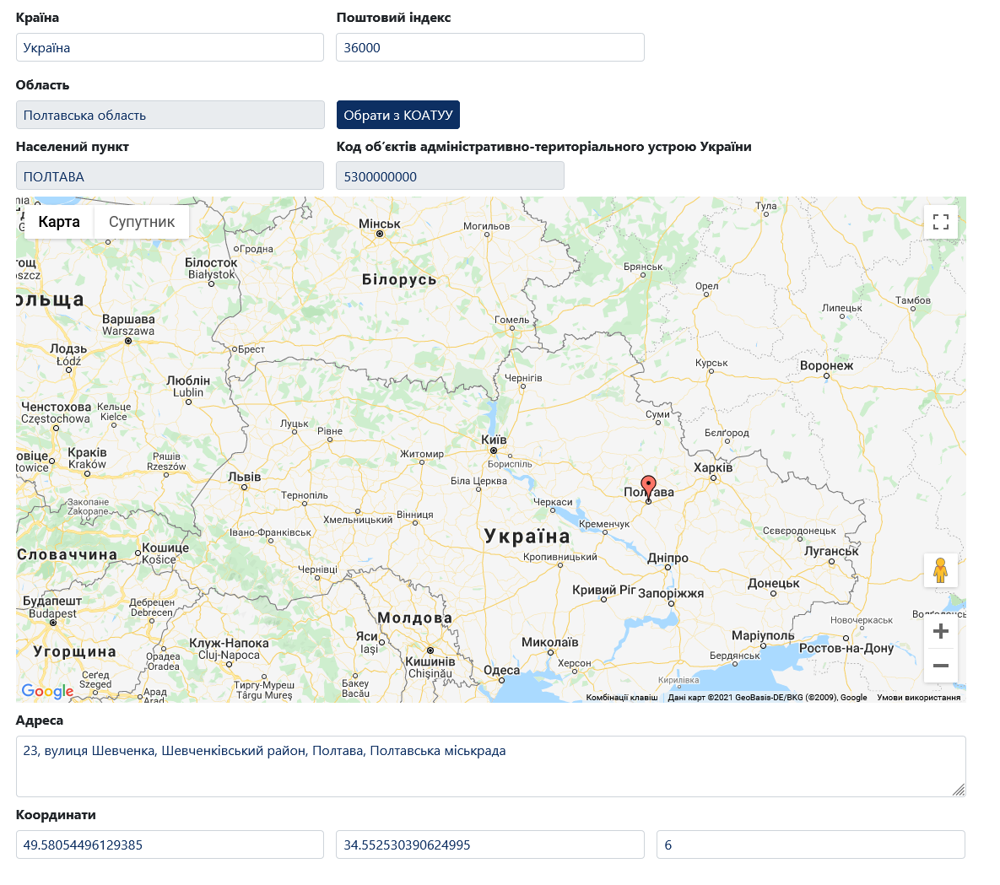 Країна
Поштовий індекс
Україна
36000
Область
Полтавська область
Обрати з КОАТУУ
Населений пункт
Код об’єктів адміністративно-територіального устрою України
ПОЛТАВА
5300000000
Карта
Супутник
Тула
Мінськ
Могильов
Гродна
Білосток
Białystok
Брянськ
Білорусь
Орел
Липецьк
Тамбов
Варшава
Warszawa
Гомель
Лодзь
Łódź
Брест
Курськ
Воронеж
Люблін
Lublin
Чернігів
Ченстохова
Częstochowa
Кельце
Kielce
Суми
Луцьк
Рівне
Бєлгород
Київ
Краків
Kraków
Ряшів
Rzeszów
Житомир
Бориспіль
Харків
Львів
Біла Церква
Полтава
Тернопіль
Закопане
Zakopane
Черкаси
Хмельницький
Вінниця
Кременчук
Івано-Франківськ
Україна
Сєвєродонецьк
Кошице
Košice
Словаччина
Луганськ
Кропивницький
Дніпро
Чернівці
Донецьк
Кривий Ріг
Запоріжжя
Будапешт
Budapest
Дебрецен
Debrecen
Молдова
Новочеркаськ
Яси
Iași
Клуж-Напока
Cluj-Napoca
Миколаїв
Маріуполь
Ростов-на-Дону
Угорщина
Орадеа
Oradea
Кишинів
Chișinău
Херсон
Бердянськ
Одеса
Сегед
Szeged
Тиргу-Муреш
Târgu Mureș
Бакеу
Bacău
Кирилівка
Арад
Arad
Google
Комбінації клавіш
Дані карт ©2021 GeoBasis-DE/BKG (©2009), Google
Умови використання
Адреса
23, вулиця Шевченка, Шевченківський район, Полтава, Полтавська міськрада
Координати
49.58054496129385
34.552530390624995
6